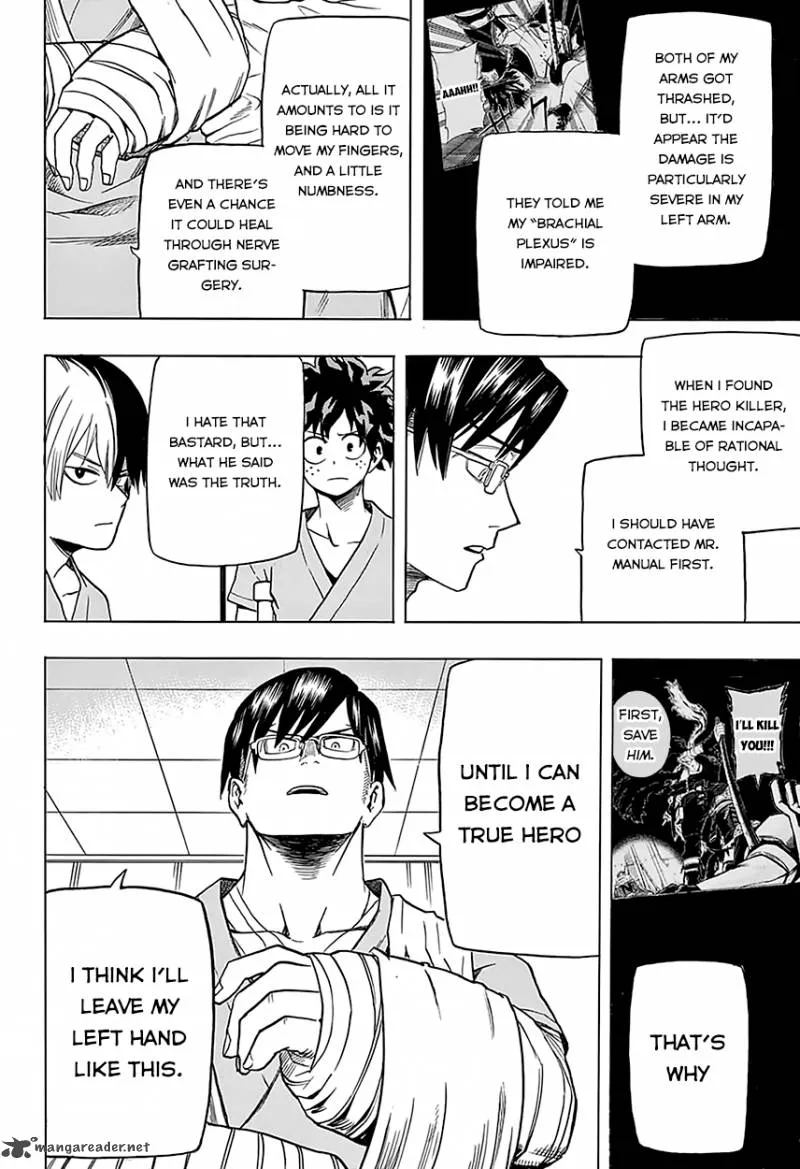 BOTH OF MY
ARMS GOT
THRASHED,
BUT... IT'D
APPEAR THE
DAMAGE IS
PARTICULARLY
SEVERE IN MY
LEFT ARM.
AAAHH!!
THEY TOLD ME
MY "BRACHIAL
PLEXUS" IS
IMPAIRED.
ACTUALLY, ALL IT
AMOUNTS TO IS IT
BEING HARD TO
MOVE MY FINGERS,
AND A LITTLE
NUMBNESS.
AND THERE'S
EVEN A CHANCE
IT COULD HEAL
THROUGH NERVE
GRAFTING SUR-
GERY.
WHEN I FOUND
THE HERO KILLER,
I BECAME INCAPA-
BLE OF RATIONAL
THOUGHT.
I SHOULD HAVE
CONTACTED MR.
MANUAL FIRST.
I HATE THAT
BASTARD, BUT...
WHAT HE SAID
WAS THE TRUTH.
I'LL KILL
YOU!!!
FIRST,
SAVE
HIM.
THAT'S
WHY
UNTIL I CAN
BECOME A
TRUE HERO
I THINK I'LL
LEAVE MY
LEFT HAND
LIKE THIS.
mangareader.net